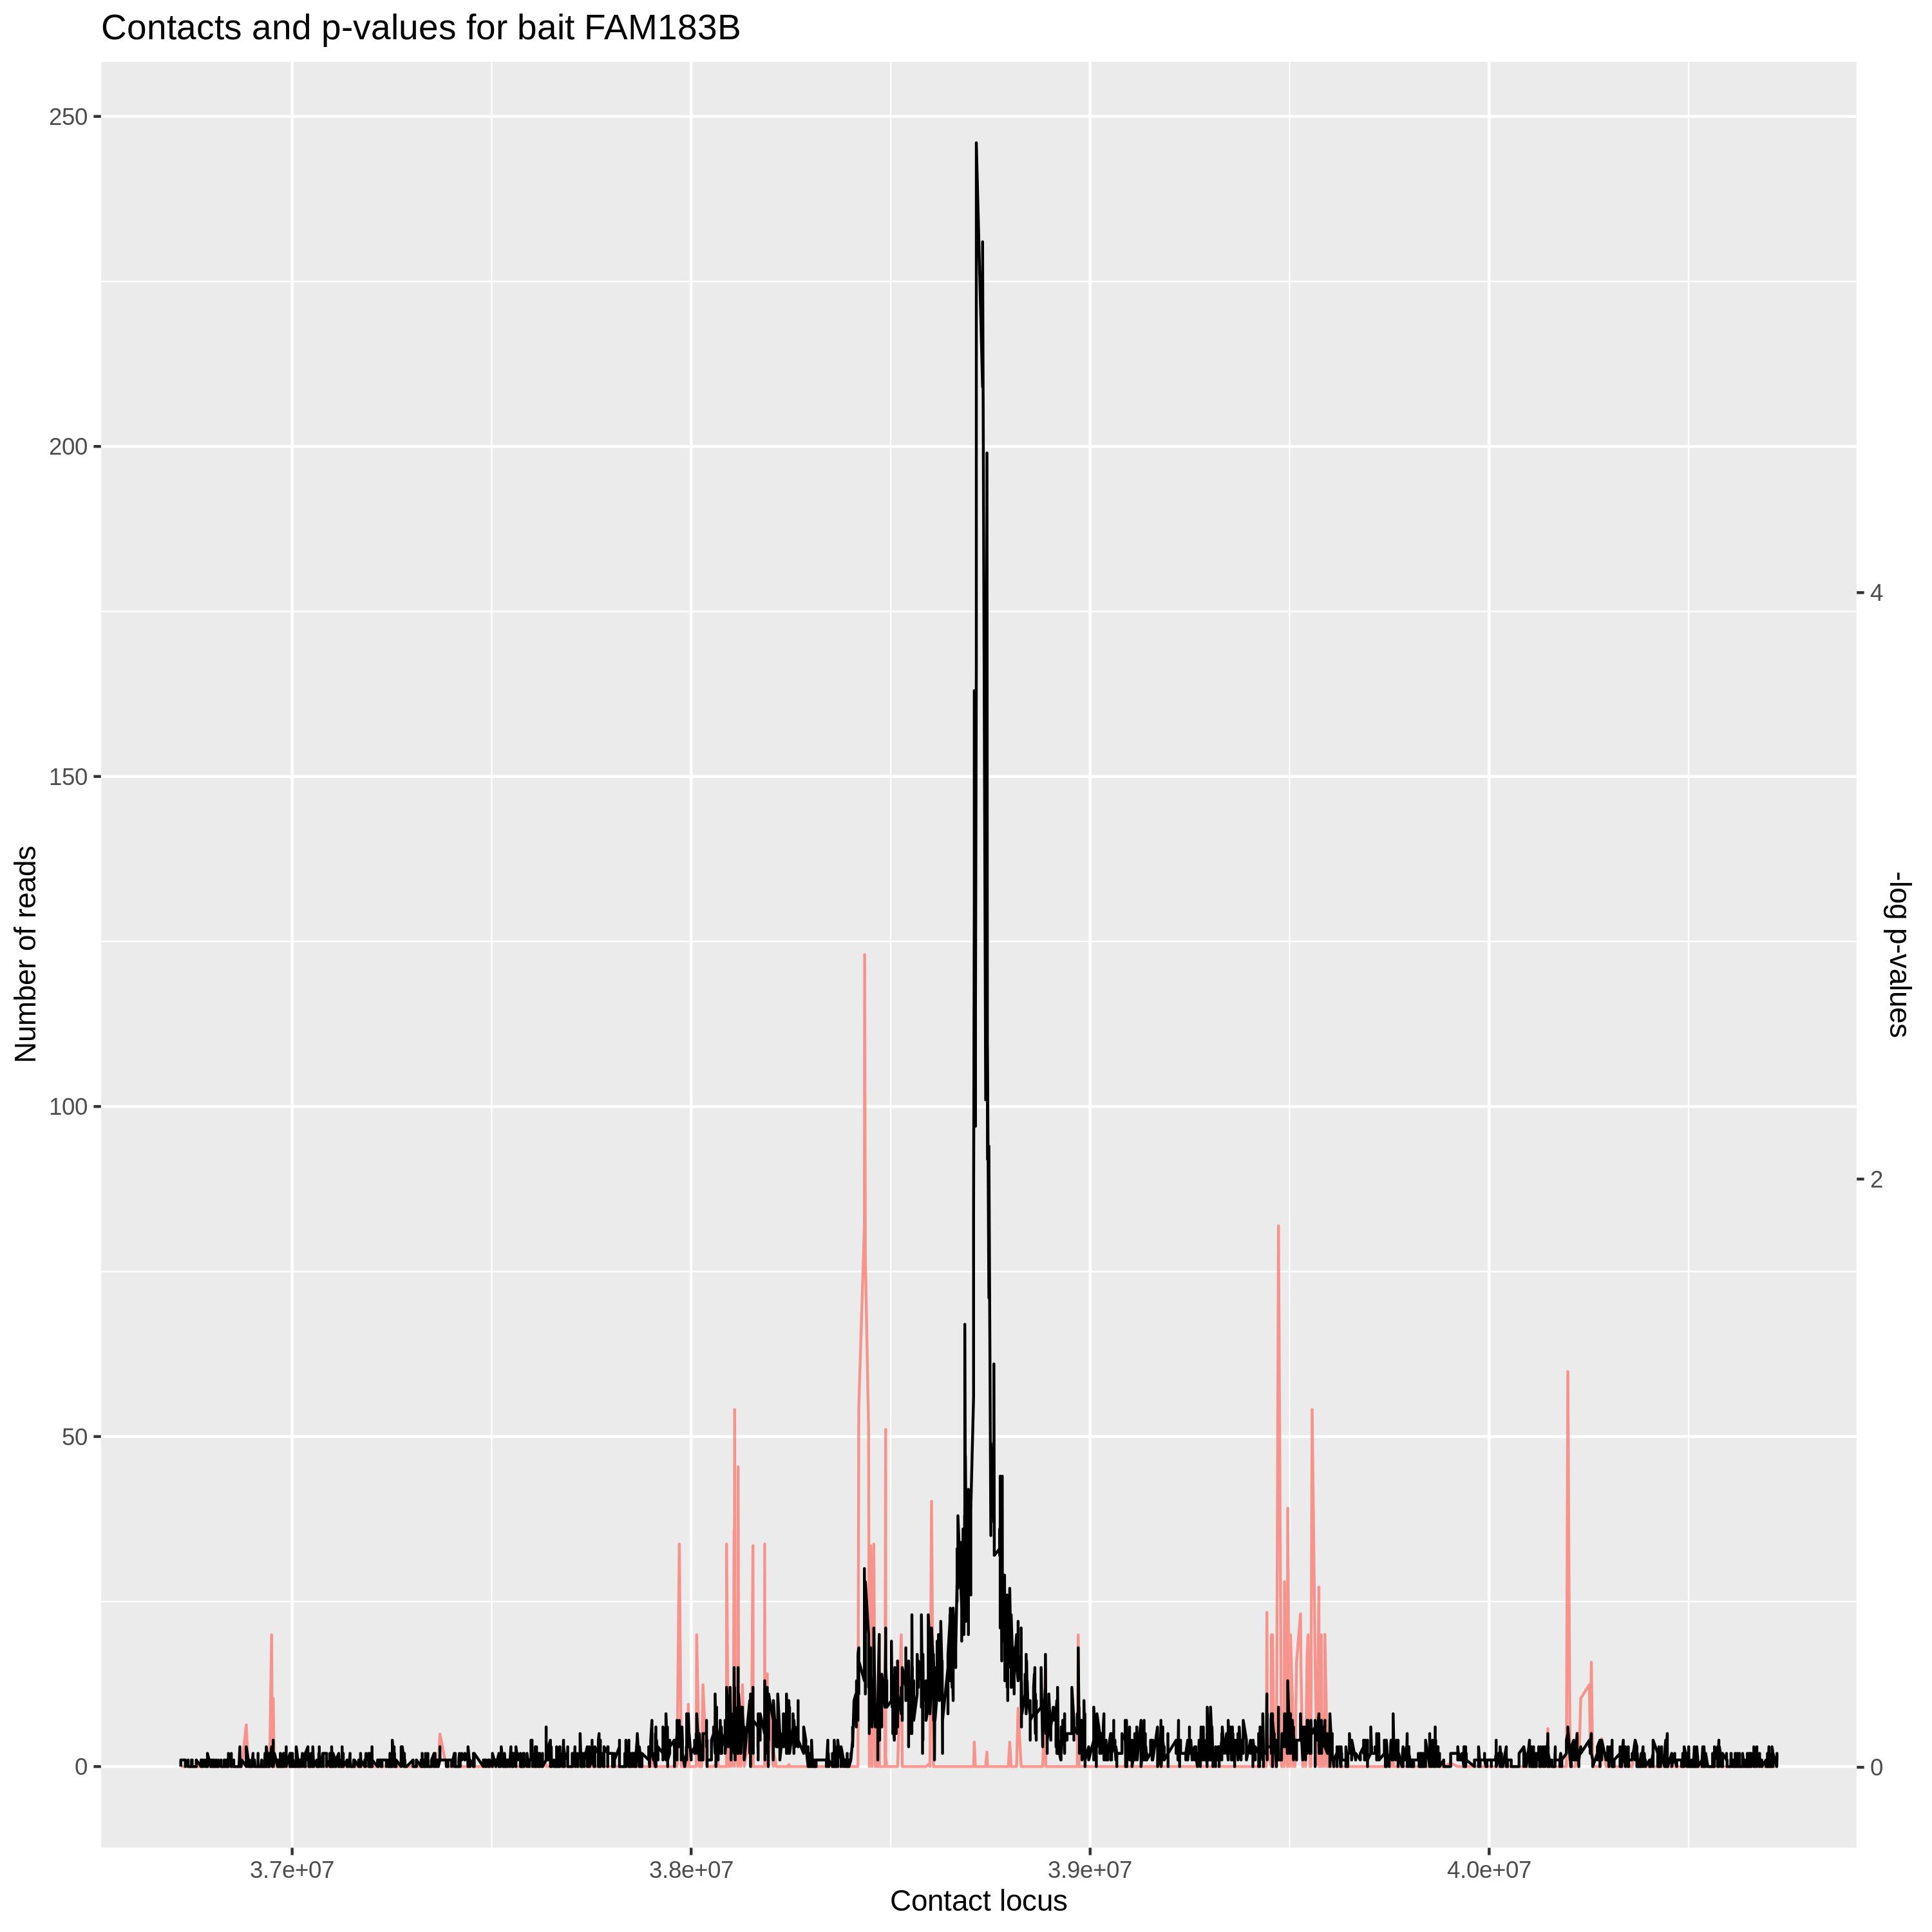 Contacts and p-values for bait FAM183B
250
200
150
100
50
0
Number of reads
4
2
0
-log p-values
3.7e+07 3.8e+07 3.9e+07 4.0e+07
Contact locus